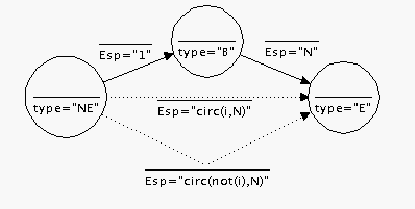 Esp="1"
type="B"
Esp="N"
type="NE"
Esp="circ(i,N)"
type="E"
Esp="circ(not(i),N)"